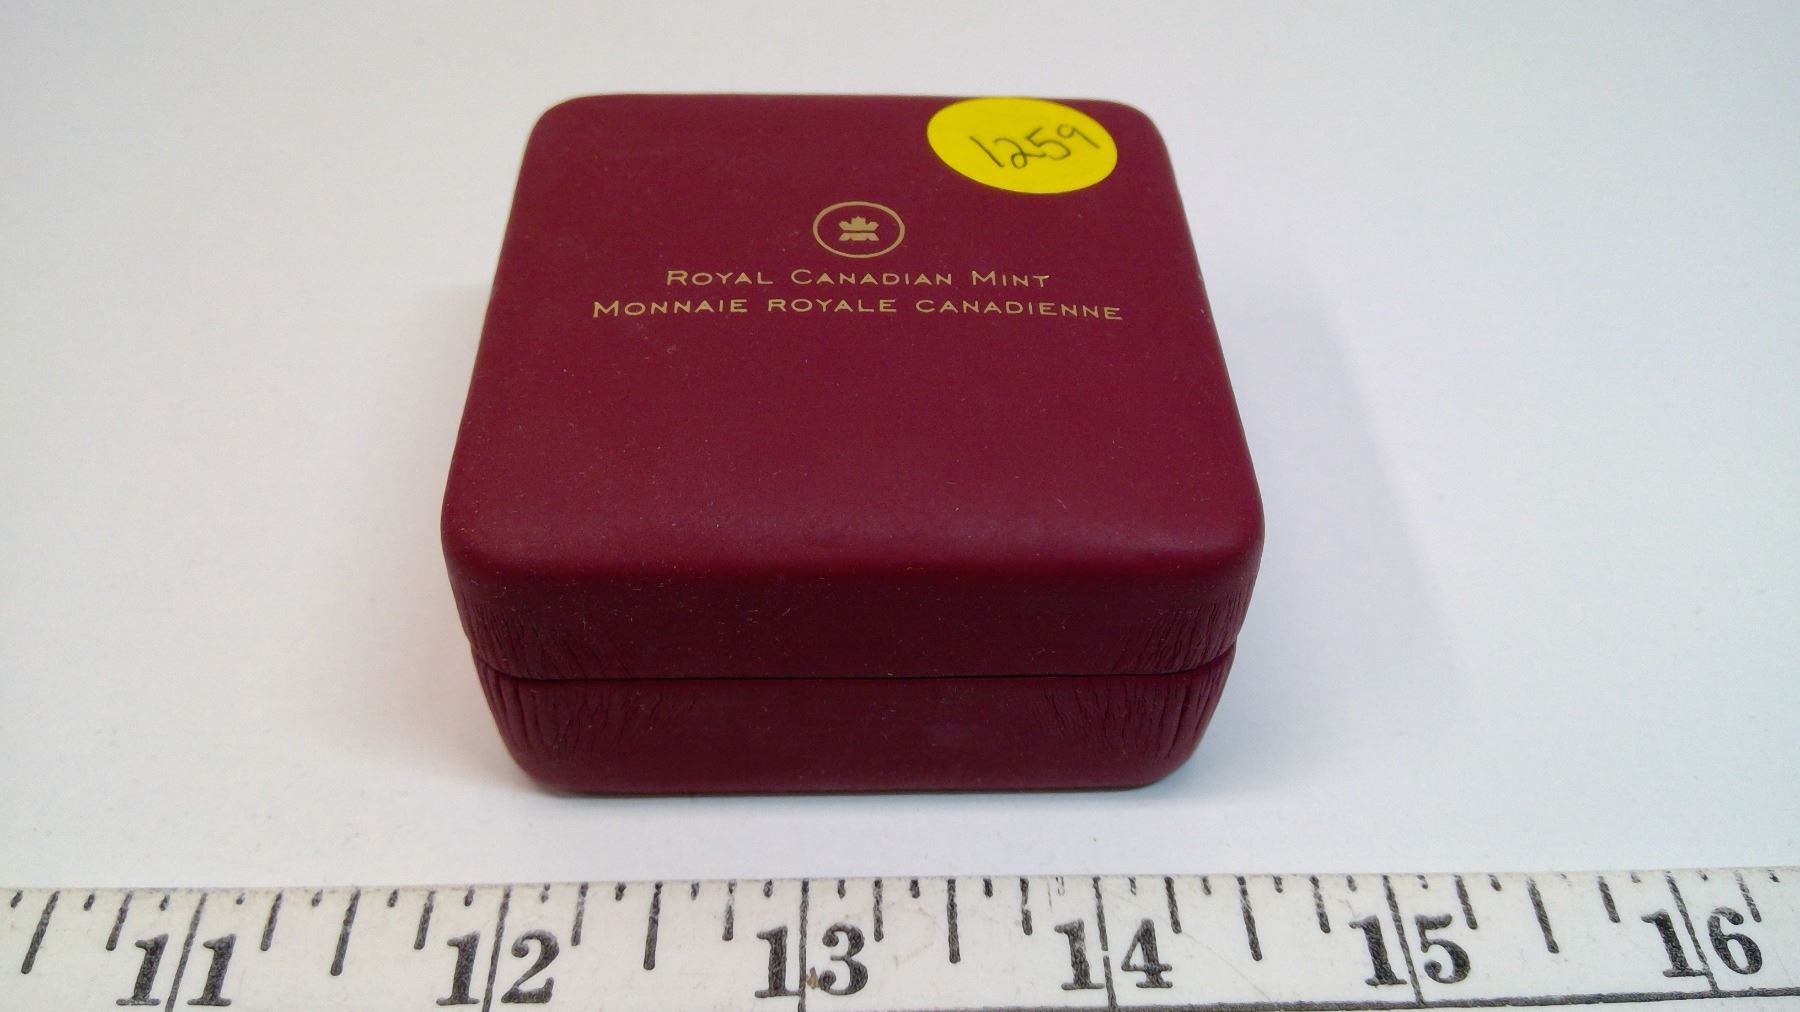 1259
ROYAL CANADIAN MINT
MONNAIE ROYALE CANADIENNE
11 12 13 14 15 16